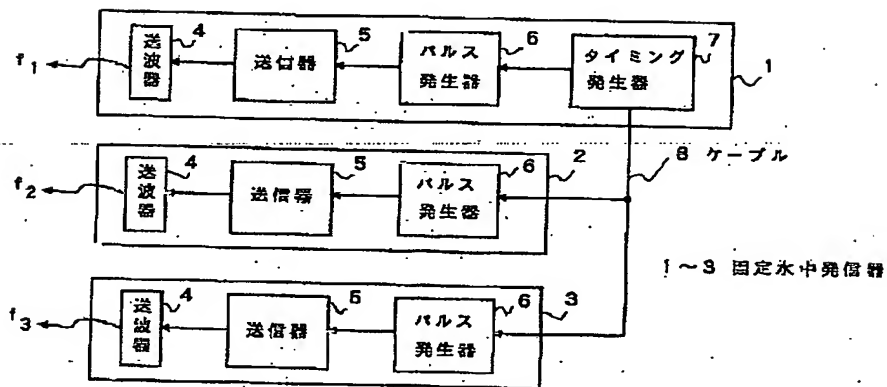 4
送波器
5
送信器
6
パルス
発生器
7
タイミング
発生器
1
f1
4
送波器
5
送信器
6
パルス
発生器
2
8 ケーブル
f2
1～3 固定水中発信器
4
送波器
5
送信器
6
パルス
発生器
3
f3